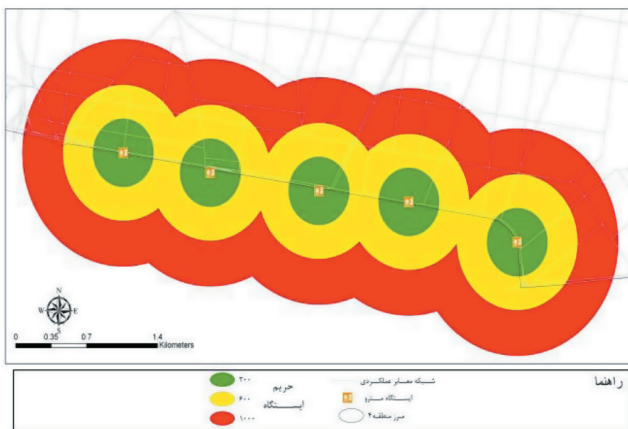 N
W E
S
0 0.35 0.7 1.4
Kilometers
راهنما
شبکه معابر عملکردی
ایستگاه مترو
مرز منطقه ۴
حریم
ایستگاه
۳۰۰
۶۰۰
۱۰۰۰